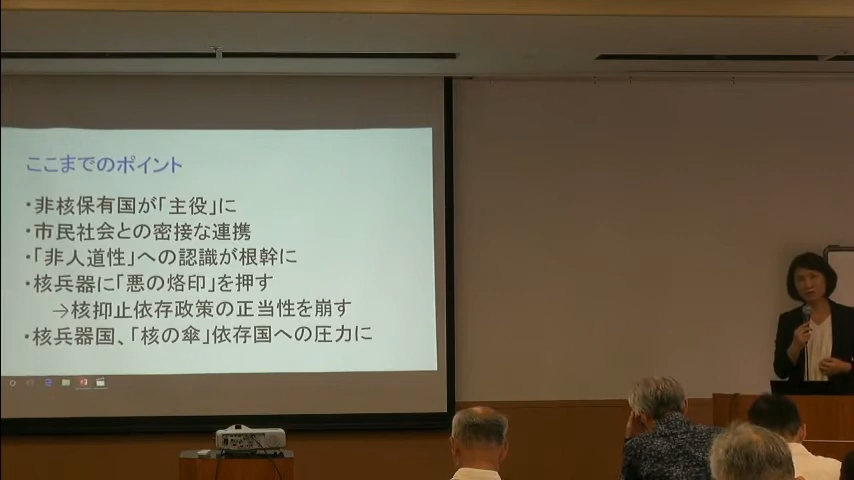 ここまでのポイント
・非核保有国が「主役」に
・市民社会との密接な連携
・「非人道性」への認識が根幹に
・核兵器に「悪の烙印」を押す
→核抑止依存政策の正当性を崩す
・核兵器国、「核の傘」依存国への圧力に